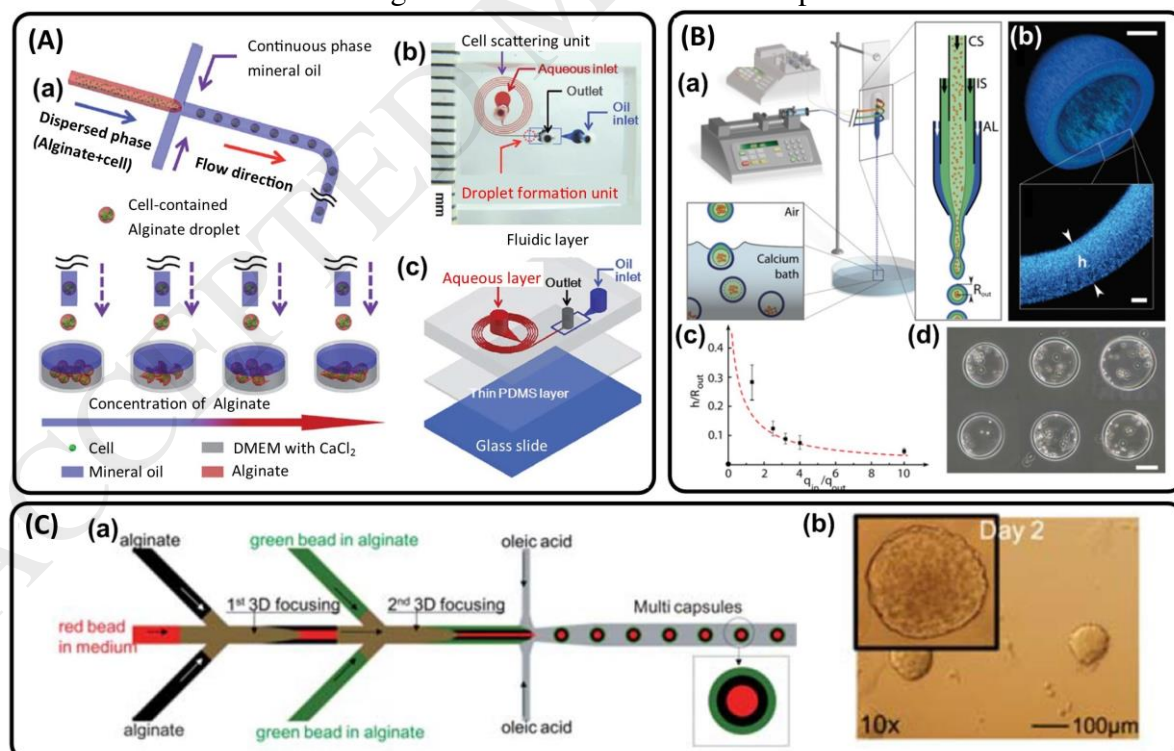 (A)
(a)
Continuous phase
mineral oil
Dispersed phase
(Alginate+cell)
Flow direction
Cell-contained
Alginate droplet
Concentration of Alginate
Cell
DMEM with CaCl2
Mineral oil
Alginate
(b)
Cell scattering unit
Aqueous inlet
Outlet
Oil
inlet
Droplet formation unit
mm
Fluidic layer
(c)
Aqueous layer
Outlet
Oil
inlet
Thin PDMS layer
Glass slide
(B)
(a)
Air
Calcium
bath
CS
IS
AL
Rout
(b)
h
(c)
h/Rout
0.4
0.3
0.2
0.1
0
2
4
6
8
10
qin/qout
(d)
(C)
(a)
alginate
green bead in alginate
oleic acid
1st 3D focusing
2nd 3D focusing
Multi capsules
red bead
in medium
alginate
green bead in alginate
oleic acid
(b)
Day 2
10x
100μm
ACCEPTED M